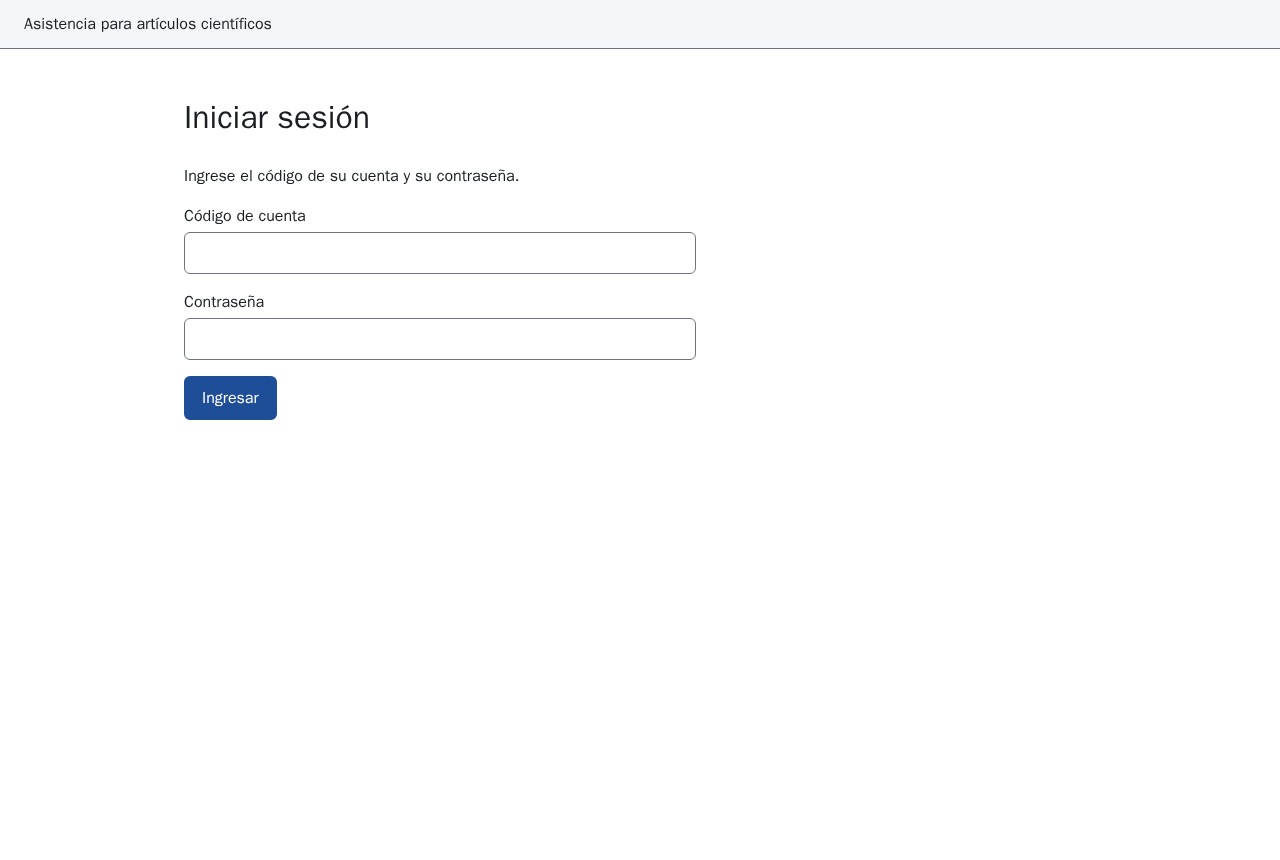 Asistencia para artículos científicos
Iniciar sesión
Ingrese el código de su cuenta y su contraseña.
Código de cuenta
Contraseña
Ingresar